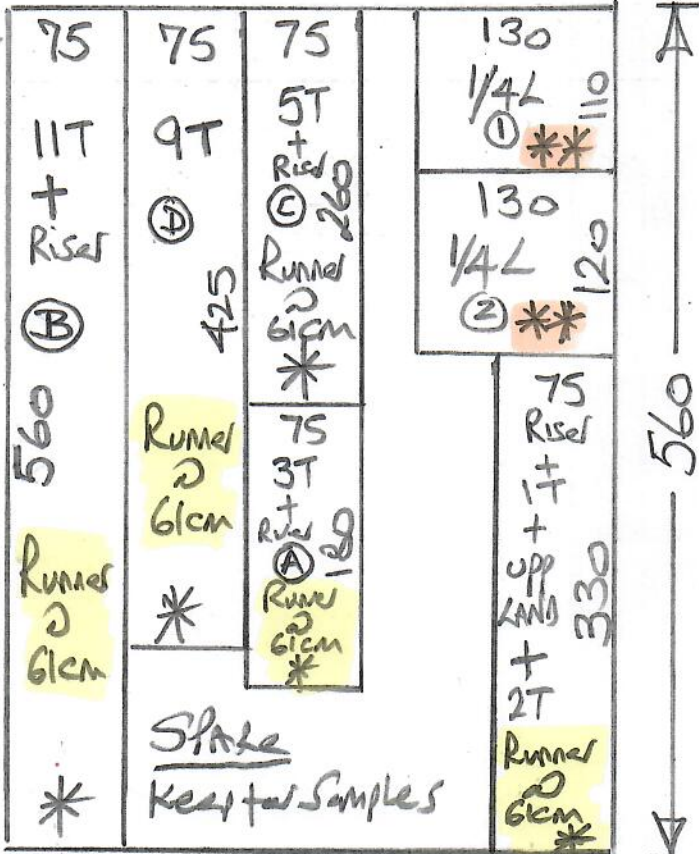 75
11T
+
Riser
B
560
Runner
@
61cm
*
75
9T
D
425
Runner
@
61cm
*
75
5T
+
Riser
C
260
Runner
@
61cm
*
75
3T
+
Riser
A
180
Runner
@
61cm
*
130
1/4L
110
1
**
130
1/4L
120
2
**
75
Riser
+
1T
+
UPP
LAND
+
2T
330
Runner
@
61cm
*
560
SPARE
Keep for Samples